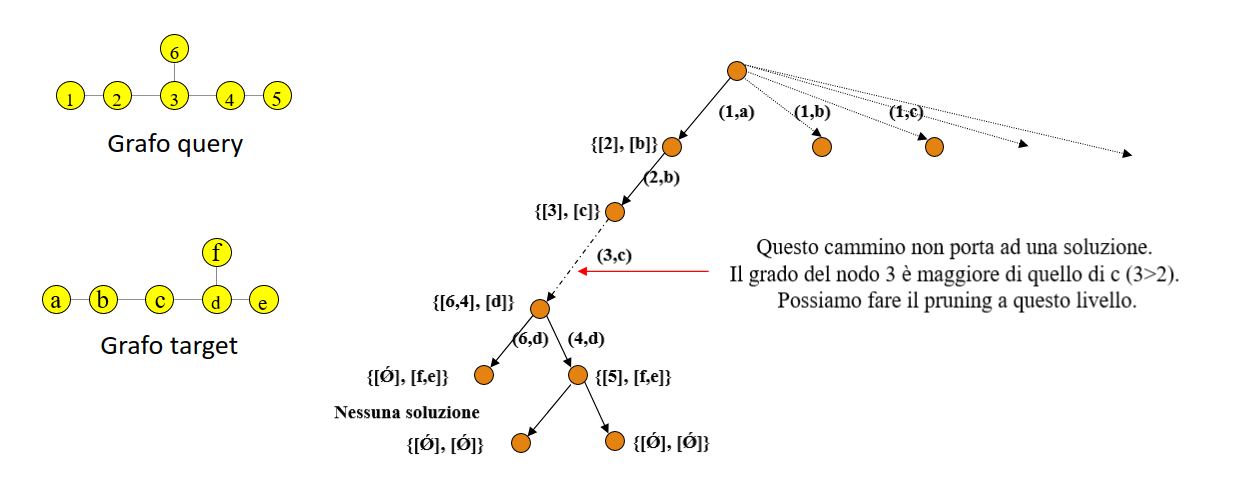 6
1 2 3 4 5
Grafo query
f
a b c d e
Grafo target
(1,a) (1,b) (1,c)
{[2], [b]}
(2,b)
{[3], [c]}
(3,c)
Questo cammino non porta ad una soluzione.
Il grado del nodo 3 è maggiore di quello di c (3>2).
Possiamo fare il pruning a questo livello.
{[6,4], [d]}
(6,d) (4,d)
{[Ǿ], [f,e]} {[5], [f,e]}
Nessuna soluzione
{[Ǿ], [Ǿ]} {[Ǿ], [Ǿ]}